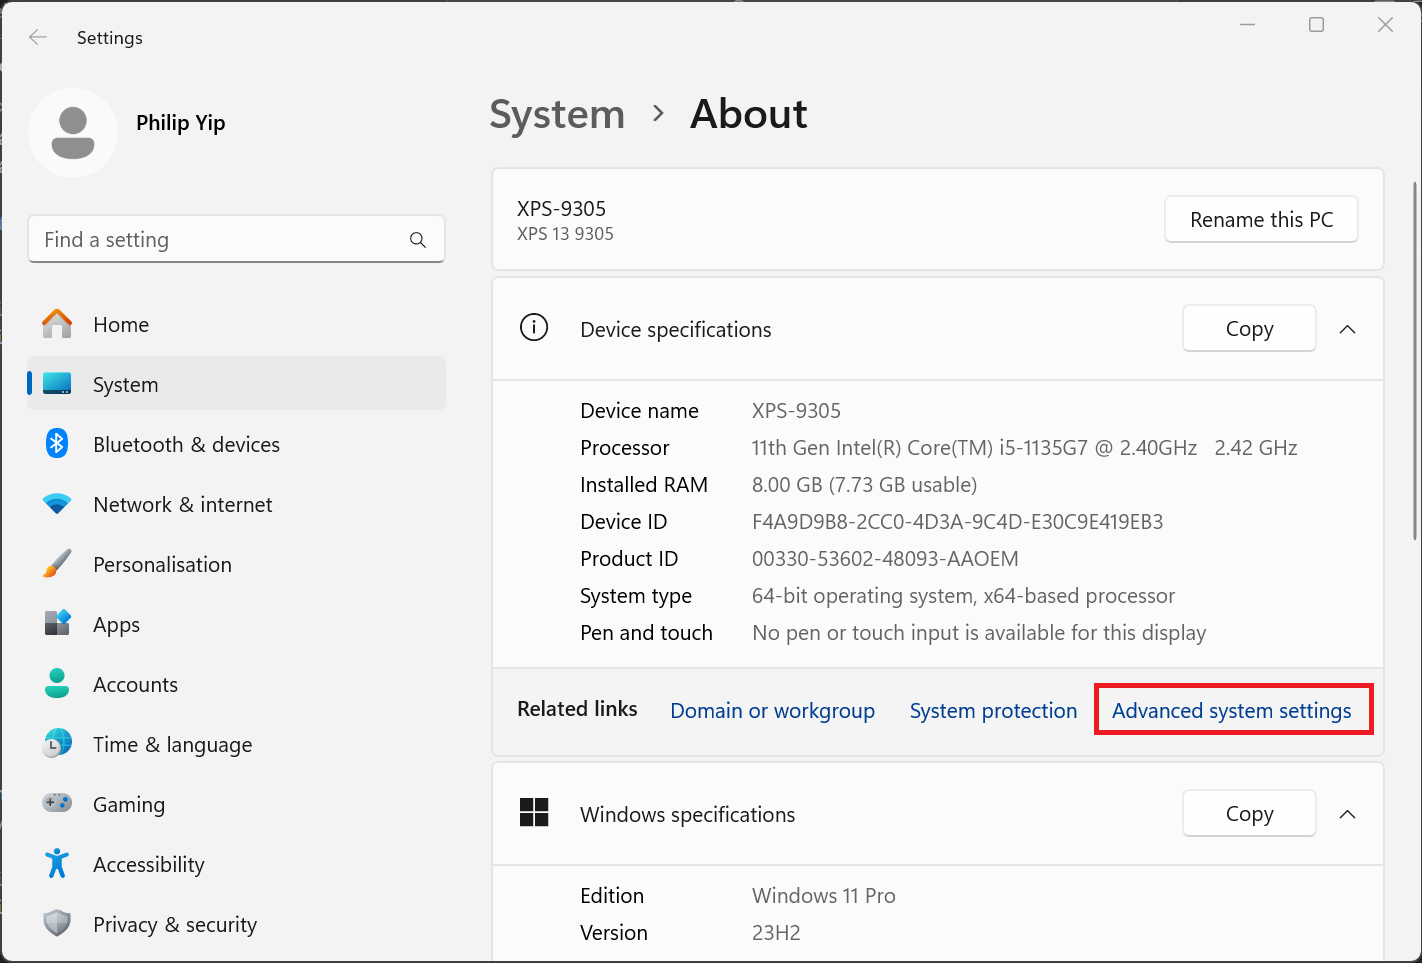 Settings
Philip Yip
Find a setting
Home
System
Bluetooth & devices
Network & internet
Personalisation
Apps
Accounts
Time & language
Gaming
Accessibility
Privacy & security
System > About
XPS-9305
XPS 13 9305
Rename this PC
Device specifications
Copy
Device name XPS-9305
Processor 11th Gen Intel(R) Core(TM) i5-1135G7 @ 2.40GHz 2.42 GHz
Installed RAM 8.00 GB (7.73 GB usable)
Device ID F4A9D9B8-2CC0-4D3A-9C4D-E30C9E419EB3
Product ID 00330-53602-48093-AAOEM
System type 64-bit operating system, x64-based processor
Pen and touch No pen or touch input is available for this display
Related links Domain or workgroup System protection Advanced system settings
Windows specifications
Copy
Edition Windows 11 Pro
Version 23H2